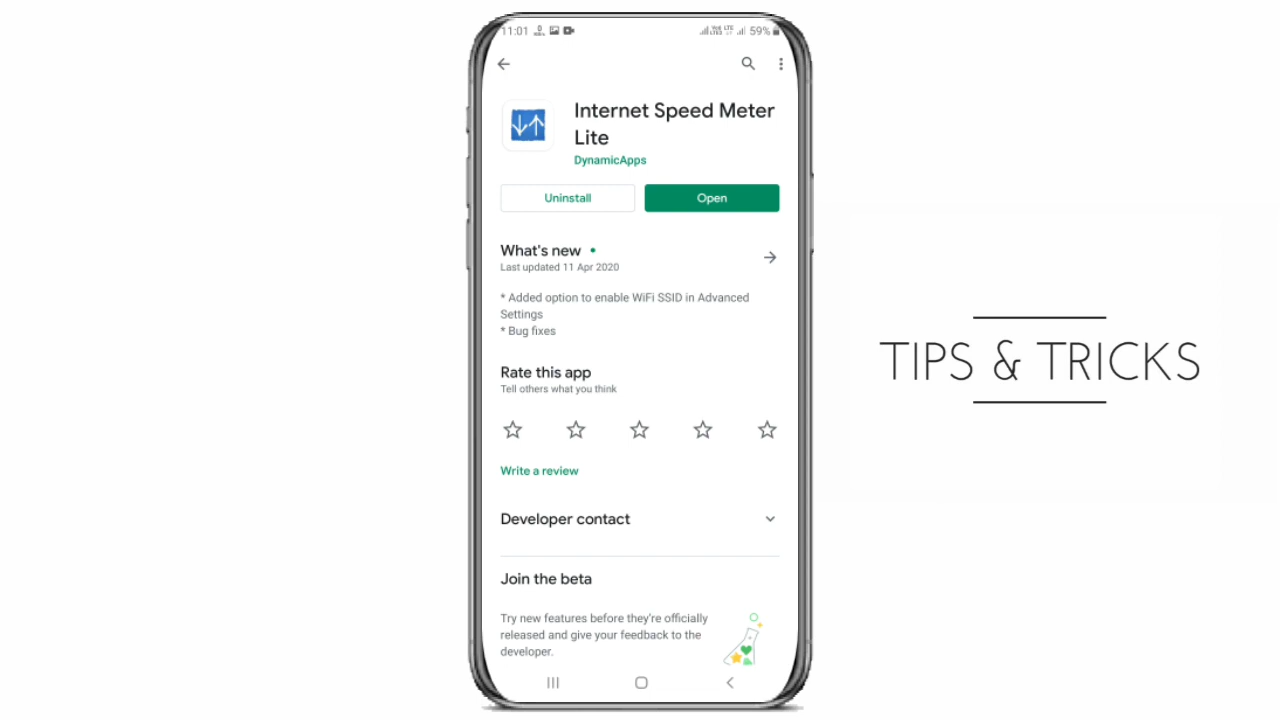 11:01
59%
Internet Speed Meter
Lite
DynamicApps
Uninstall
Open
What's new
Last updated 11 Apr 2020
* Added option to enable WiFi SSID in Advanced
Settings
* Bug fixes
Rate this app
Tell others what you think
Write a review
Developer contact
Join the beta
Try new features before they're officially
released and give your feedback to the
developer.
TIPS & TRICKS